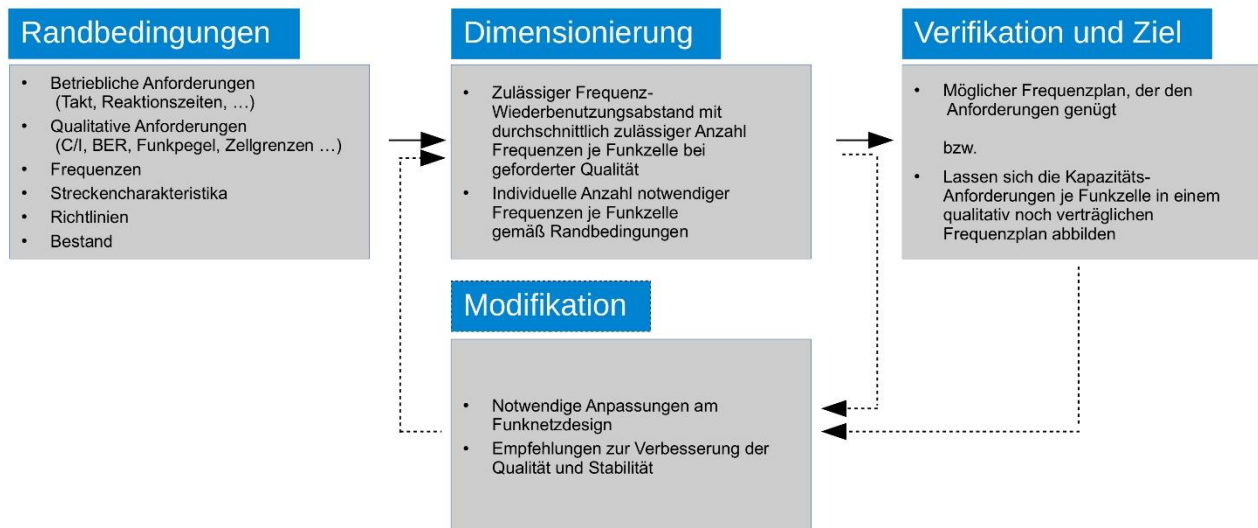 Randbedingungen
• Betriebliche Anforderungen
(Takt, Reaktionszeiten, …)
• Qualitative Anforderungen
(C/I, BER, Funkpegel, Zellgrenzen …)
• Frequenzen
• Streckencharakteristika
• Richtlinien
• Bestand
Dimensionierung
• Zulässiger Frequenz-
Wiederbenutzungsabstand mit
durchschnittlich zulässiger Anzahl
Frequenzen je Funkzelle bei
geforderter Qualität
• Individuelle Anzahl notwendiger
Frequenzen je Funkzelle
gemäß Randbedingungen
Verifikation und Ziel
• Möglicher Frequenzplan, der den
Anforderungen genügt
bzw.
• Lassen sich die Kapazitäts-
Anforderungen je Funkzelle in einem
qualitativ noch verträglichen
Frequenzplan abbilden
Modifikation
• Notwendige Anpassungen am
Funknetzdesign
• Empfehlungen zur Verbesserung der
Qualität und Stabilität